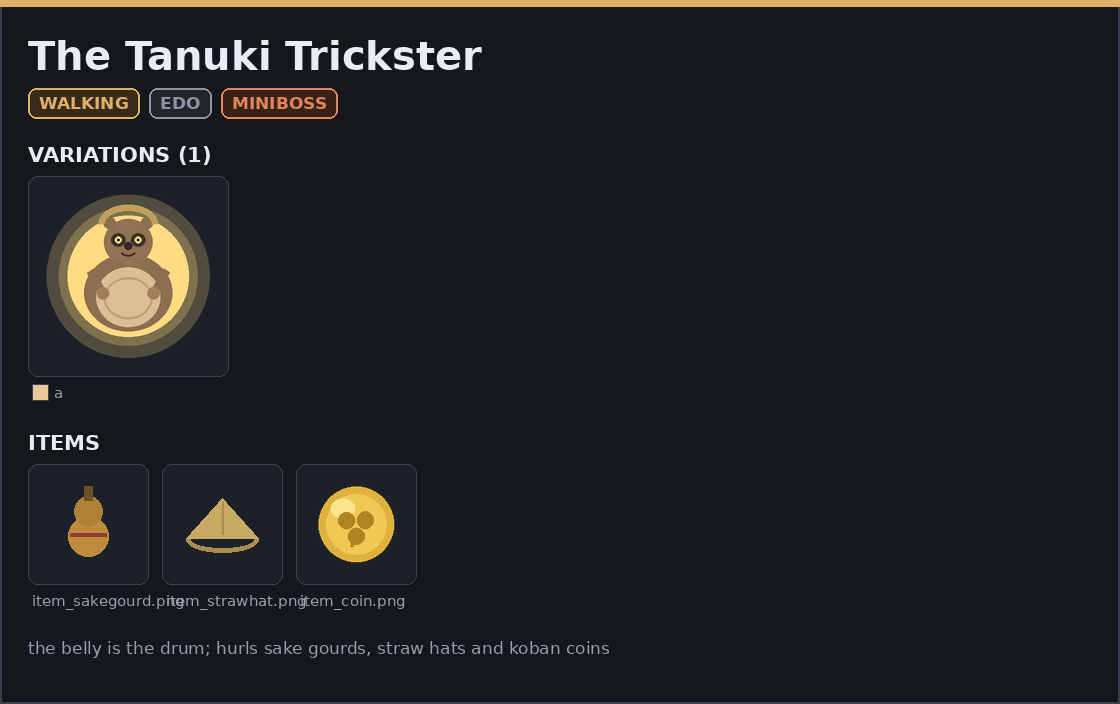 The Tanuki Trickster
WALKING EDO MINIBOSS
VARIATIONS (1)
a
ITEMS
item_sakegourd.png item_strawhat.png item_coin.png
the belly is the drum; hurls sake gourds, straw hats and koban coins